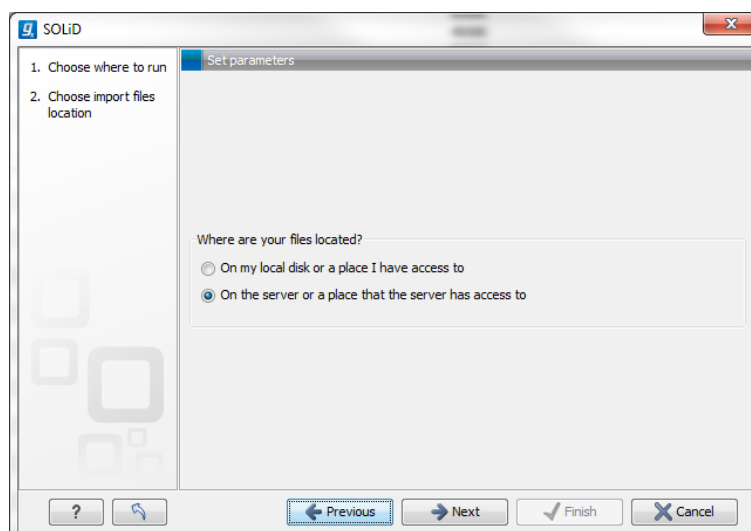 SOLiD
1. Choose where to run
2. Choose import files
location
Set parameters
Where are your files located?
On my local disk or a place I have access to
On the server or a place that the server has access to
?
Previous
Next
Finish
Cancel